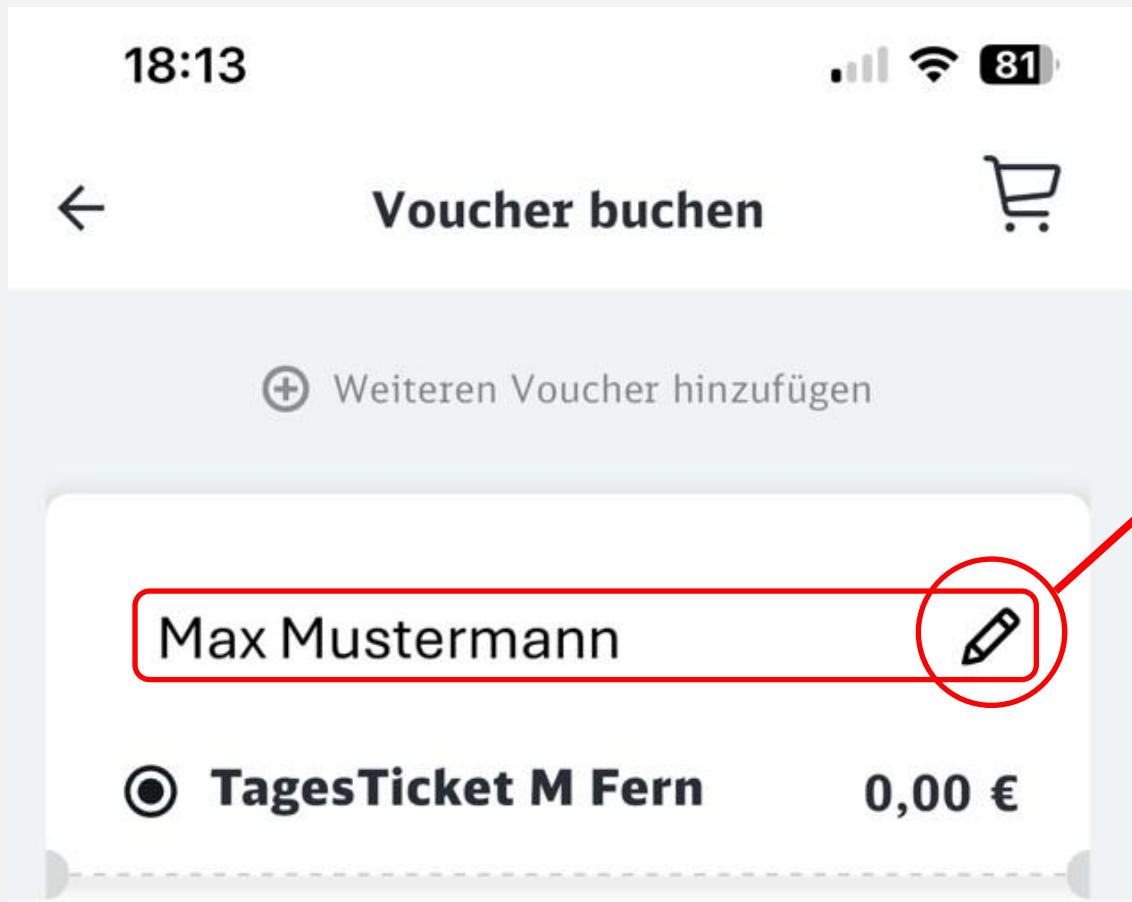 18:13 81
Voucher buchen
Weiteren Voucher hinzufügen
Max Mustermann
TagesTicket M Fern 0,00 €